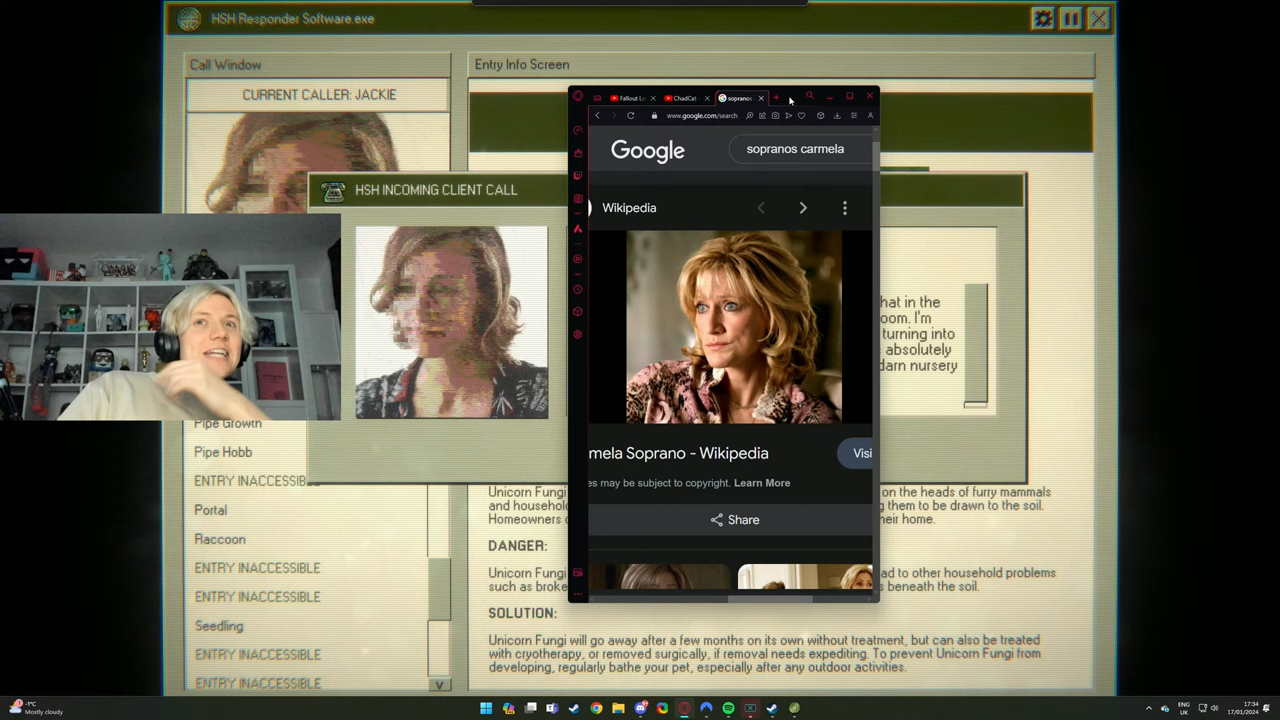 HSH Responder Software.exe
Call Window
Entry Info Screen
CURRENT CALLER: JACKIE
HSH INCOMING CLIENT CALL
Fallout
ChadCat
sopranos
www.google.com/search
Google
sopranos carmela
Wikipedia
mela Soprano - Wikipedia
Visi
es may be subject to copyright. Learn More
Share
hat in the
oom. I'm
turning into
absolutely
darn nursery
Pipe Growth
Pipe Hobb
ENTRY INACCESSIBLE
Portal
Raccoon
ENTRY INACCESSIBLE
ENTRY INACCESSIBLE
Seedling
ENTRY INACCESSIBLE
ENTRY INACCESSIBLE
Unicorn Fungi
on the heads of furry mammals
and household
g them to be drawn to the soil.
Homeowners
heir home.
DANGER:
Unicorn Fungi
ad to other household problems
such as broke
s beneath the soil.
SOLUTION:
Unicorn Fungi will go away after a few months on its own without treatment, but can also be treated
with cryotherapy, or removed surgically, if removal needs expediting. To prevent Unicorn Fungi from
developing, regularly bathe your pet, especially after any outdoor activities.
-1°C
Mostly cloudy
ENG
UK
17:34
17/01/2024